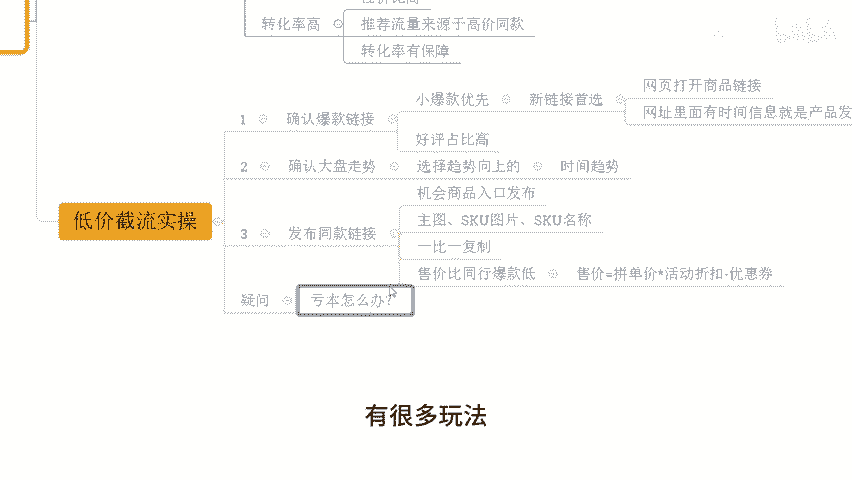 转化率高
推荐流量来源于高价同款
转化率有保障
低价截流实操
1 确认爆款链接
小爆款优先 新链接首选
网页打开商品链接
网址里面有时间信息就是产品发
好评占比高
2 确认大盘走势 选择趋势向上的 时间趋势
3 发布同款链接
机会商品入口发布
主图、SKU图片、SKU名称
一比一复制
售价比同行爆款低 售价=拼单价*活动折扣-优惠券
疑问 亏本怎么办?
有很多玩法